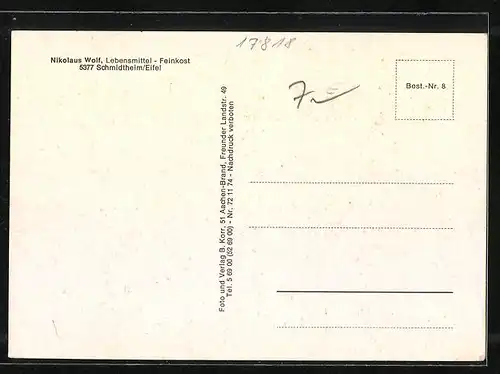 17818
Nikolaus Wolf, Lebensmittel - Feinkost
5377 Schmidtheim/Eifel
7,-
Best.-Nr. 8
Foto und Verlag B. Korr, 51 Aachen-Brand, Freunder Landstr. 49
Tel. 5 69 00 (52 69 00) - Nr. 72 11 74 - Nachdruck verboten